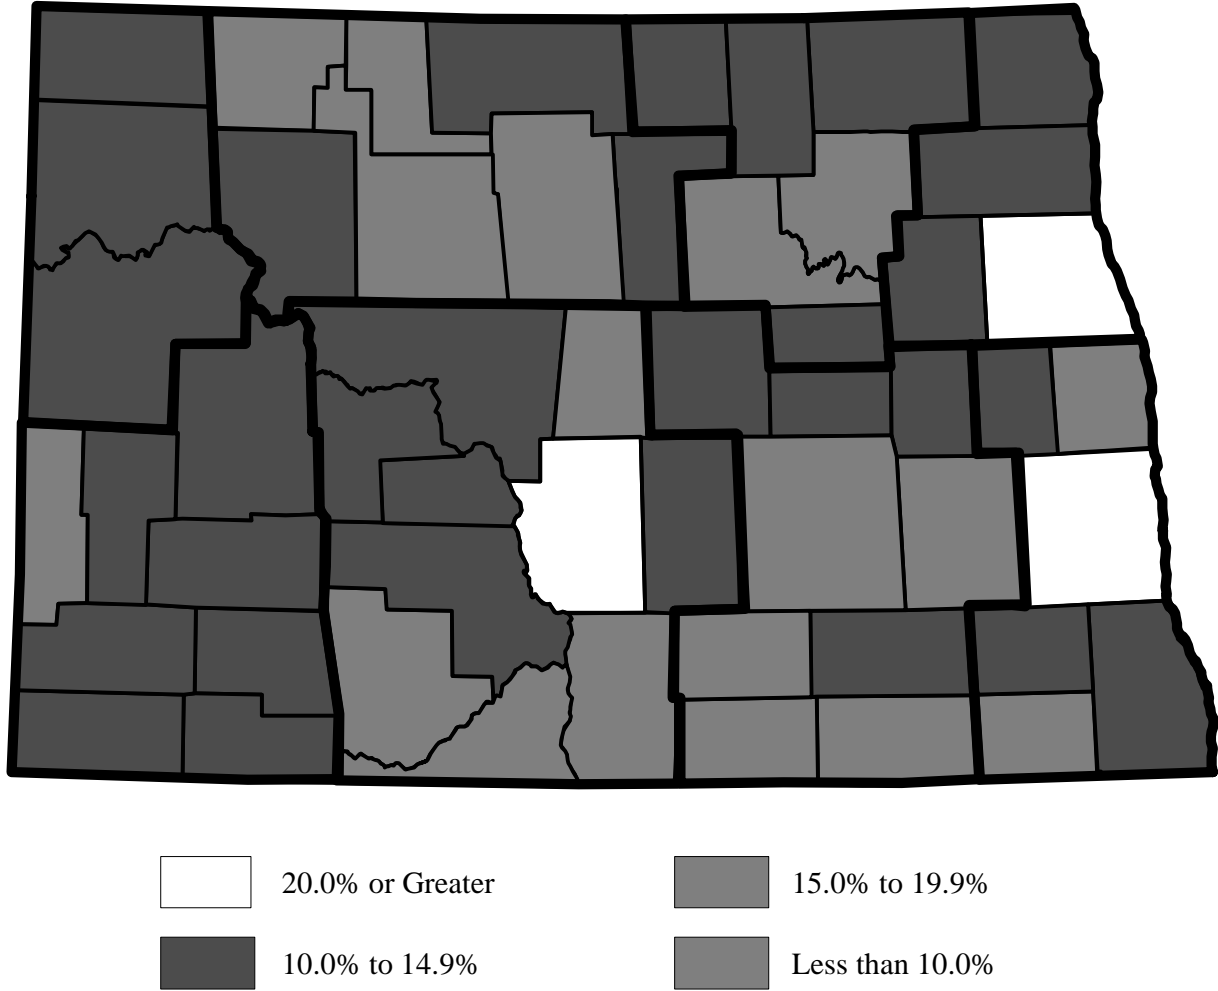 20.0% or Greater
15.0% to 19.9%
10.0% to 14.9%
Less than 10.0%